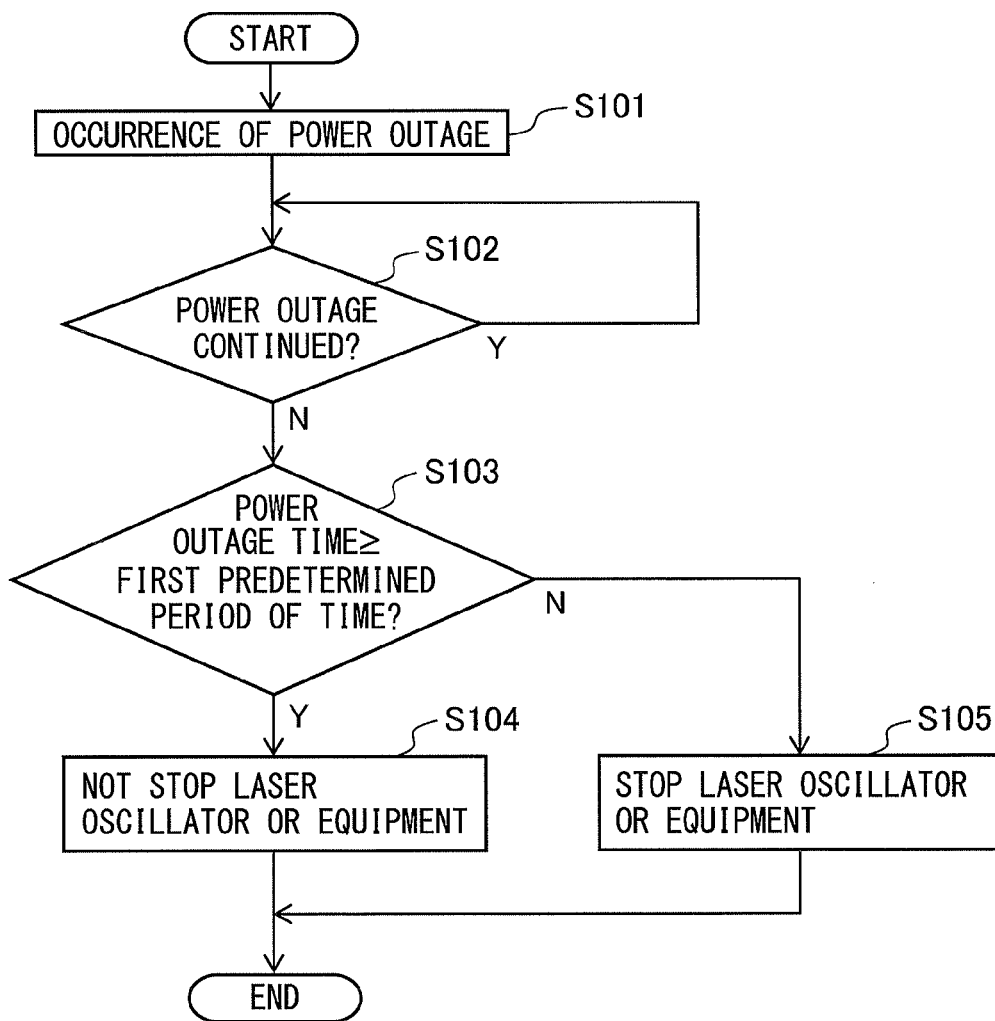 START
S101
OCCURRENCE OF POWER OUTAGE
S102
POWER OUTAGE
CONTINUED?
Y
N
S103
POWER
OUTAGE TIME≥
FIRST PREDETERMINED
PERIOD OF TIME?
N
Y
S104
NOT STOP LASER
OSCILLATOR OR EQUIPMENT
S105
STOP LASER OSCILLATOR
OR EQUIPMENT
END